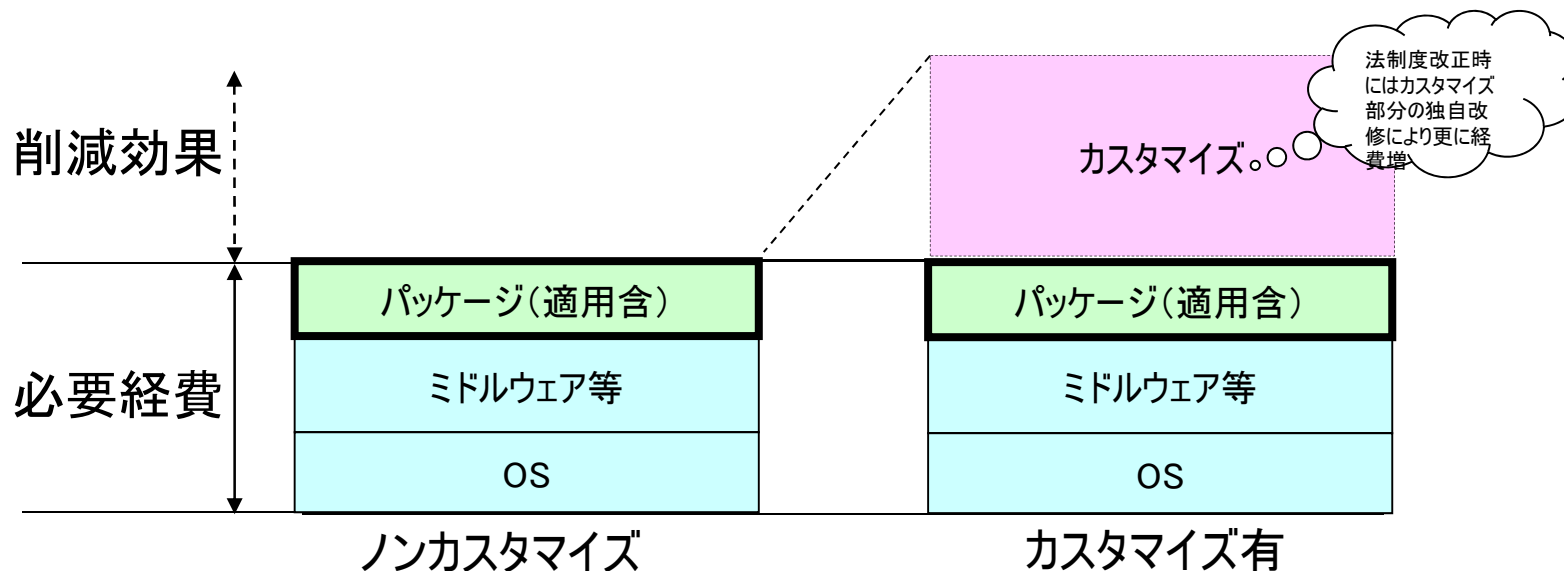 法制度改正時
にはカスタマイズ
部分の独自改
修により更に経
費増
削減効果
カスタマイズ
パッケージ(適用含)
パッケージ(適用含)
必要経費
ミドルウェア等
ミドルウェア等
OS
OS
ノンカスタマイズ
カスタマイズ有